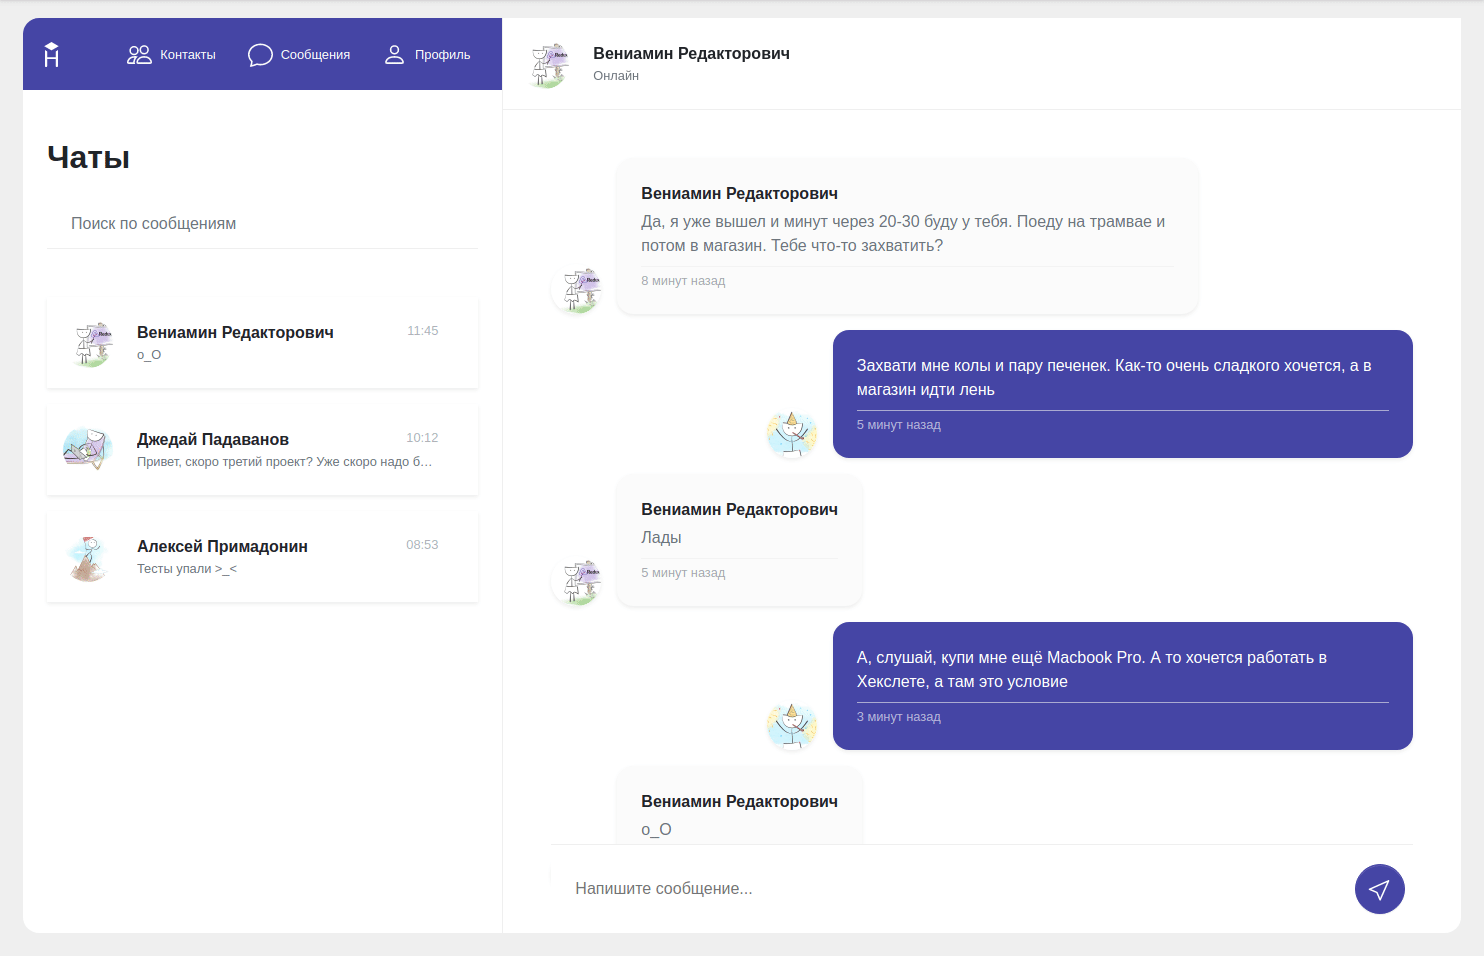 Контакты
Сообщения
Профиль
Чаты
Поиск по сообщениям
Вениамин Редакторович
11:45
о_О
Джедай Падаванов
10:12
Привет, скоро третий проект? Уже скоро надо б…
Алексей Примадонин
08:53
Тесты упали >_<
Redux
Вениамин Редакторович
Онлайн
Вениамин Редакторович
Да, я уже вышел и минут через 20-30 буду у тебя. Поеду на трамвае и
потом в магазин. Тебе что-то захватить?
8 минут назад
Захвати мне колы и пару печенек. Как-то очень сладкого хочется, а в
магазин идти лень
5 минут назад
Вениамин Редакторович
Лады
5 минут назад
А, слушай, купи мне ещё Macbook Pro. А то хочется работать в
Хекслете, а там это условие
3 минут назад
Вениамин Редакторович
о_О
Напишите сообщение...